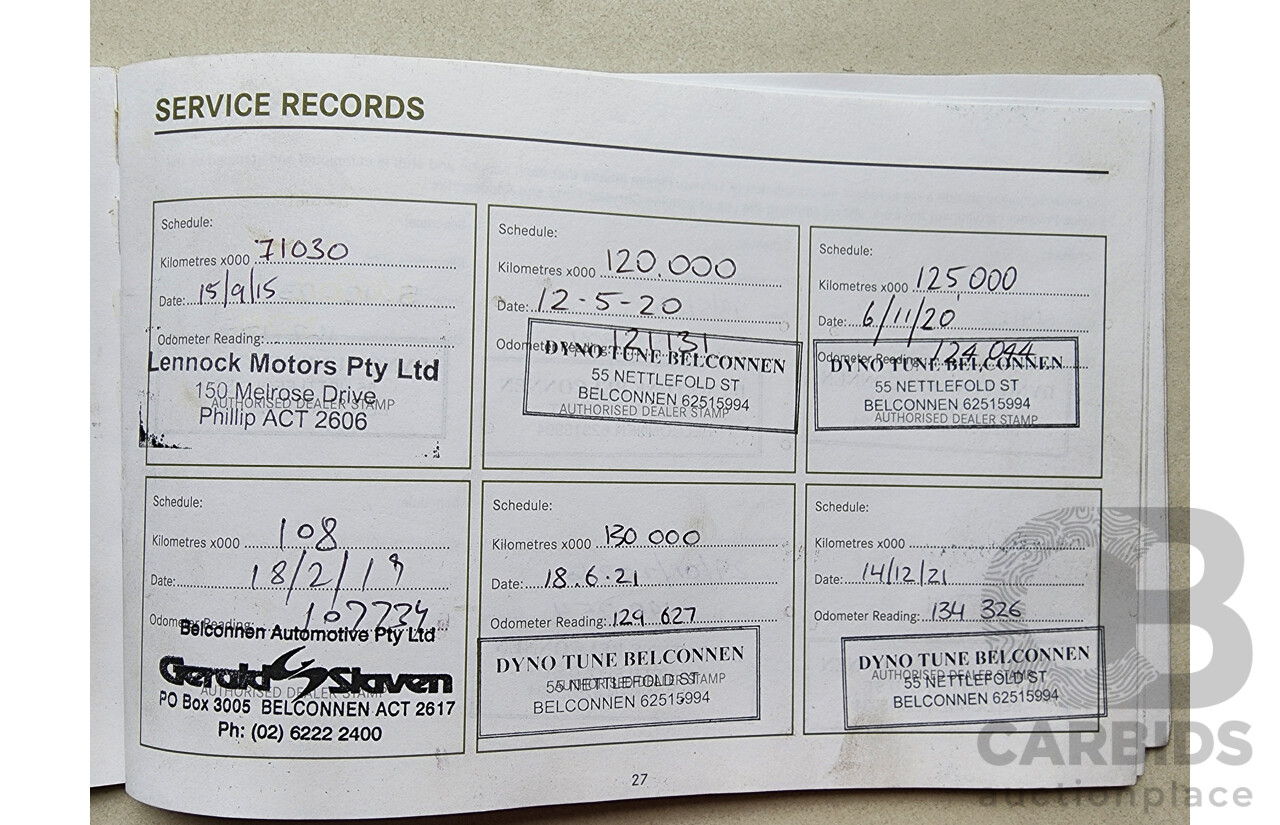 SERVICE RECORDS
Schedule:
Kilometres x000 71030
Date: 15/9/15
Odometer Reading:
Lennock Motors Pty Ltd
150 Melrose Drive
AUTHORISED DEALER STAMP
Phillip ACT 2606
Schedule:
Kilometres x000 120.000
Date: 12-5-20
Odometer Reading: 121131
DYNO TUNE BELCONNEN
55 NETTLEFOLD ST
BELCONNEN 62515994
AUTHORISED DEALER STAMP
Schedule:
Kilometres x000 125,000
Date: 6/11/20
Odometer Reading: 124,044
DYNO TUNE BELCONNEN
55 NETTLEFOLD ST
BELCONNEN 62515994
AUTHORISED DEALER STAMP
Schedule:
Kilometres x000 108
Date: 18/2/19
Odometer Reading: 107734
Belconnen Automotive Pty Ltd
Gerald Slaven
AUTHORISED DEALER STAMP
PO Box 3005 BELCONNEN ACT 2617
Ph: (02) 6222 2400
Schedule:
Kilometres x000 130 000
Date: 18.6.21
Odometer Reading: 129 627
DYNO TUNE BELCONNEN
AUTHORISED DEALER STAMP
55 NETTLEFOLD ST
BELCONNEN 62515994
Schedule:
Kilometres x000
Date: 14/12/21
Odometer Reading: 134 326
DYNO TUNE BELCONNEN
AUTHORISED DEALER STAMP
55 NETTLEFOLD ST
BELCONNEN 62515994
27
CARBIDS
auctionplace